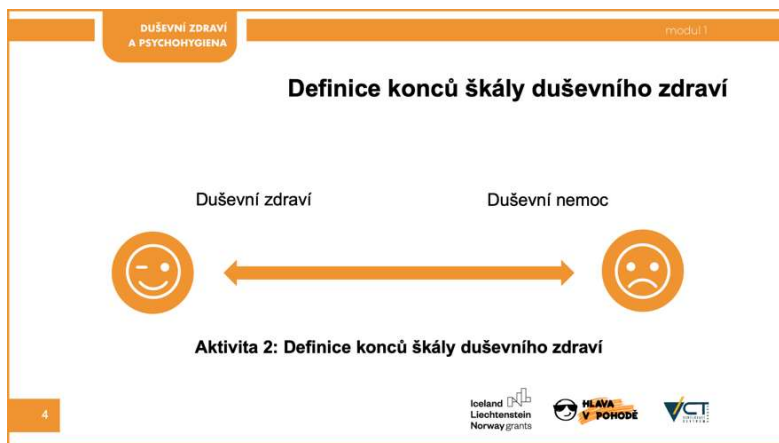 DUŠEVNÍ ZDRAVÍ
A PSYCHOHYGIENA
modul 1
Definice konců škály duševního zdraví
Duševní zdraví
Duševní nemoc
Aktivita 2: Definice konců škály duševního zdraví
4
Iceland
Liechtenstein
Norway grants
HLAVA
V POHODĚ
VCT